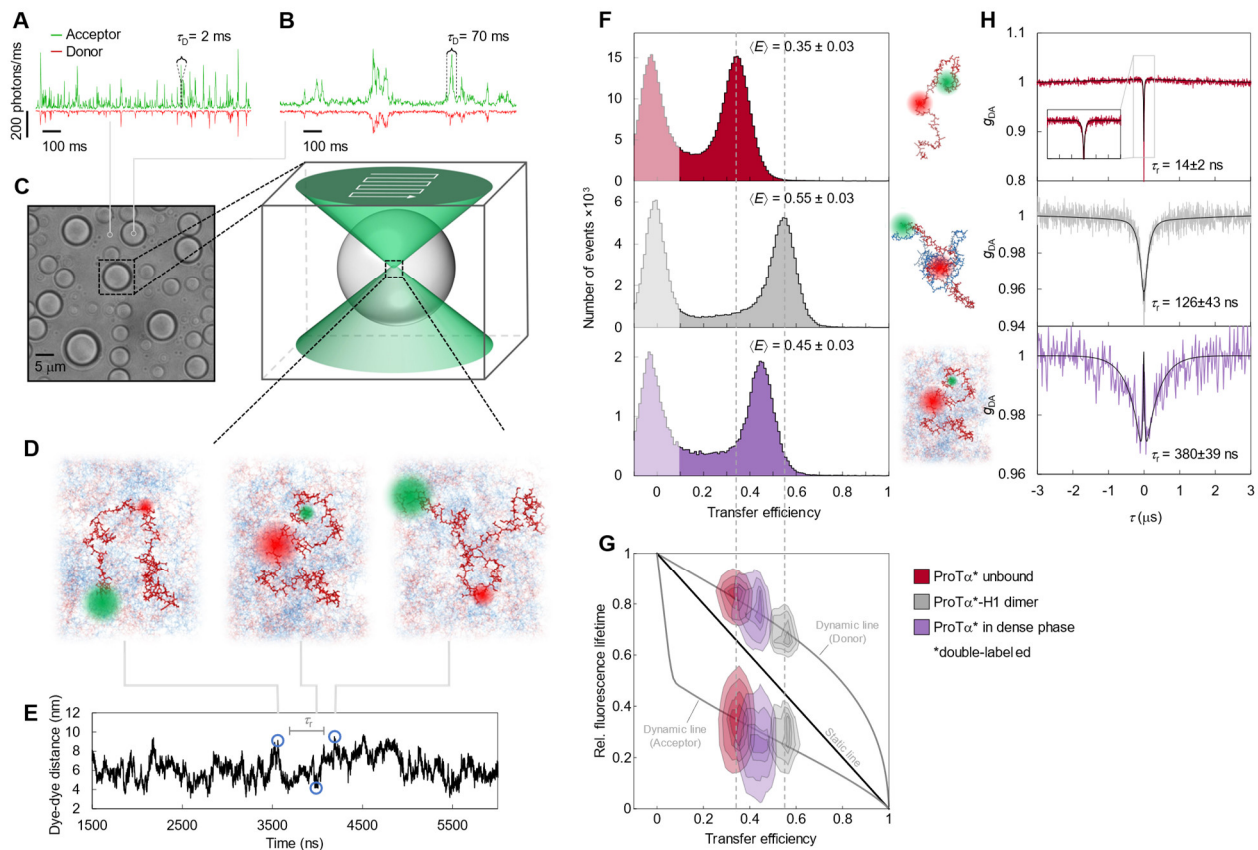 A
Acceptor
Donor
τD = 2 ms
200 photons/ms
100 ms
B
τD = 70 ms
100 ms
C
5 µm
D
E
Dye-dye distance (nm)
12
10
8
6
4
2
τr
1500
2500
3500
4500
5500
Time (ns)
F
Number of events ×10³
15
10
5
0
⟨E⟩ = 0.35 ± 0.03
6
4
2
0
⟨E⟩ = 0.55 ± 0.03
2
1
0
⟨E⟩ = 0.45 ± 0.03
0
0.2
0.4
0.6
0.8
1
Transfer efficiency
G
Rel. fluorescence lifetime
1
0.8
0.6
0.4
0.2
0
Dynamic line
(Donor)
Dynamic line
(Acceptor)
Static line
0
0.2
0.4
0.6
0.8
1
Transfer efficiency
ProTα* unbound
ProTα*-H1 dimer
ProTα* in dense phase
*double-labeled
H
gDA
1.1
1
0.9
0.8
τr = 14±2 ns
gDA
1
0.98
0.96
0.94
τr = 126±43 ns
gDA
1
0.98
0.96
τr = 380±39 ns
-3
-2
-1
0
1
2
3
τ (µs)